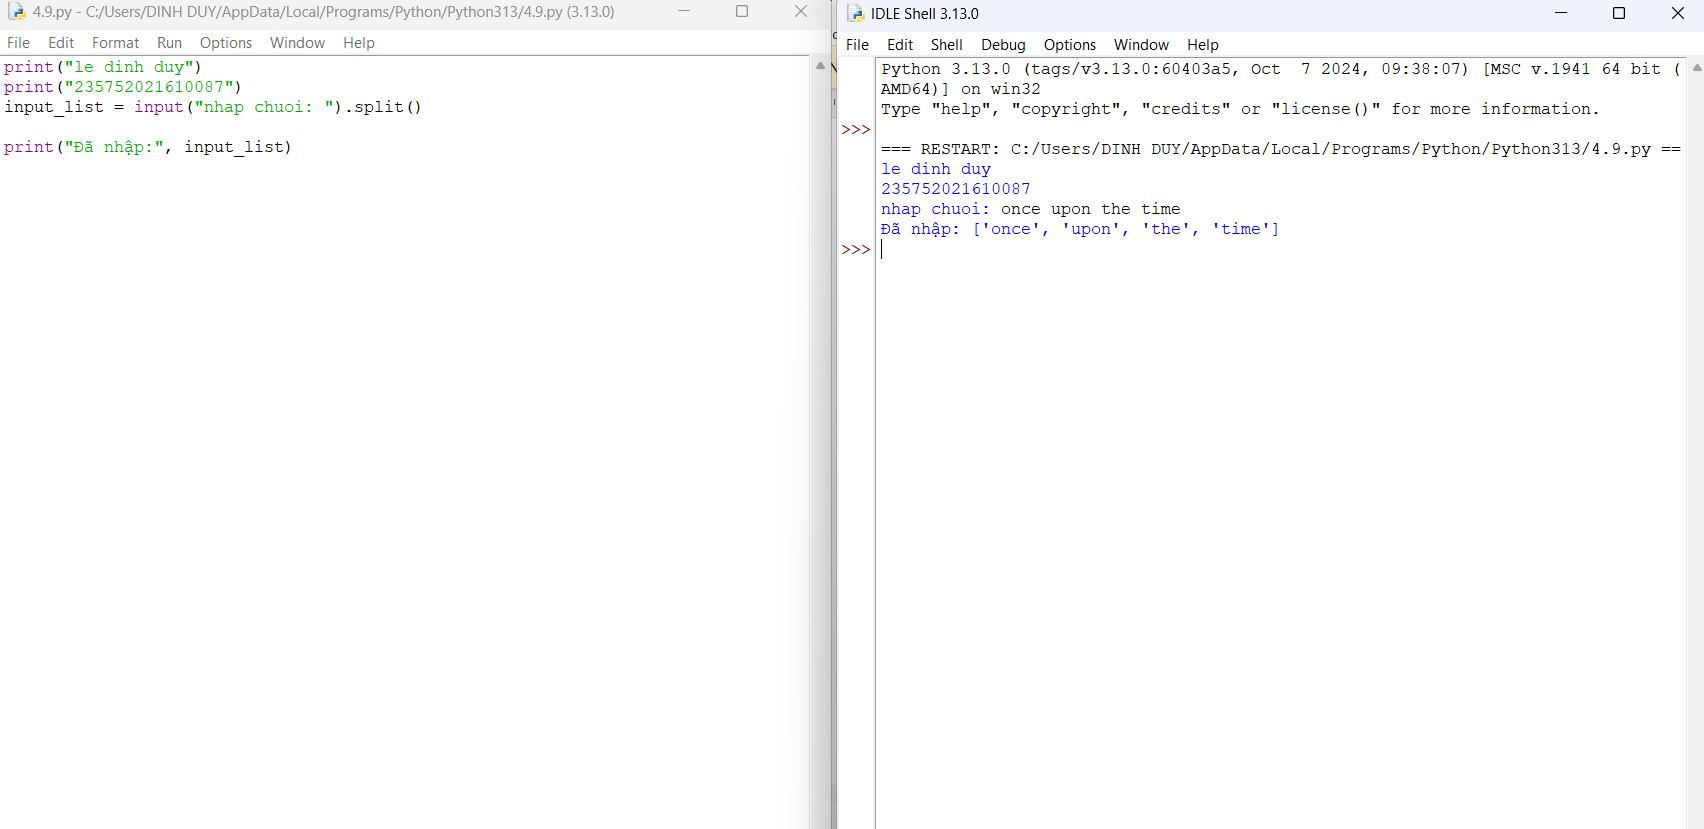 4.9.py - C:/Users/DINH DUY/AppData/Local/Programs/Python/Python313/4.9.py (3.13.0)
File Edit Format Run Options Window Help
print("le dinh duy")
print("235752021610087")
input_list = input("nhap chuoi: ").split()
print("Đã nhập:", input_list)
IDLE Shell 3.13.0
File Edit Shell Debug Options Window Help
Python 3.13.0 (tags/v3.13.0:60403a5, Oct  7 2024, 09:38:07) [MSC v.1941 64 bit (
AMD64)] on win32
Type "help", "copyright", "credits" or "license()" for more information.
>>>
=== RESTART: C:/Users/DINH DUY/AppData/Local/Programs/Python/Python313/4.9.py ==
le dinh duy
235752021610087
nhap chuoi: once upon the time
Đã nhập: ['once', 'upon', 'the', 'time']
>>>